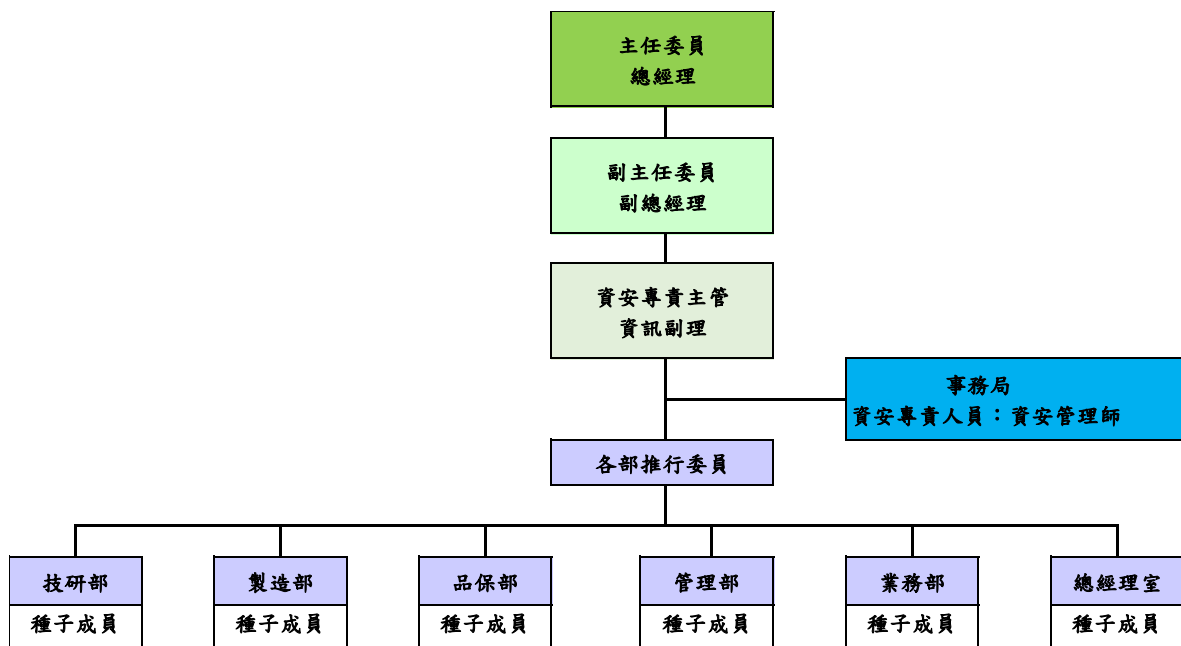 主任委員
總經理
副主任委員
副總經理
資安專責主管
資訊副理
事務局
資安專責人員：資安管理師
各部推行委員
技研部
種子成員
製造部
種子成員
品保部
種子成員
管理部
種子成員
業務部
種子成員
總經理室
種子成員